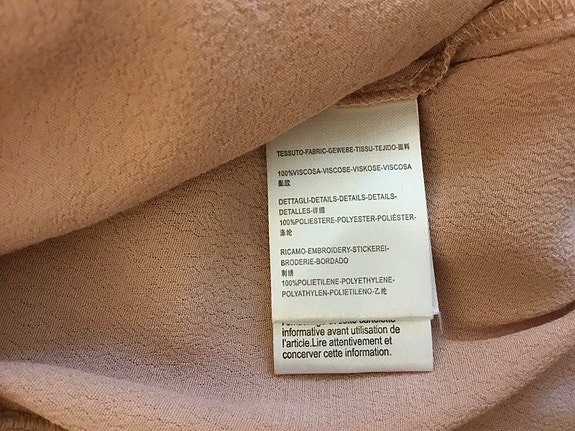 TESSUTO-FABRIC-GEWEBE-TISSU-TEJIDO-面料
100%VISCOSA-VISCOSE-VISKOSE-VISCOSA
黏胶
DETTAGLI-DETAILS-DETAILS-DETAILS-
DETALLES-详细
100%POLIESTERE-POLYESTER-POLIÉSTER-
涤纶
RICAMO-EMBROIDERY-STICKEREI-
BRODERIE-BORDADO
刺绣
100%POLIETILENE-POLYETHYLENE-
POLYATHYLEN-POLIETILENO-乙纶
informative avant utilisation de
l'article.Lire attentivement et
concerver cette information.